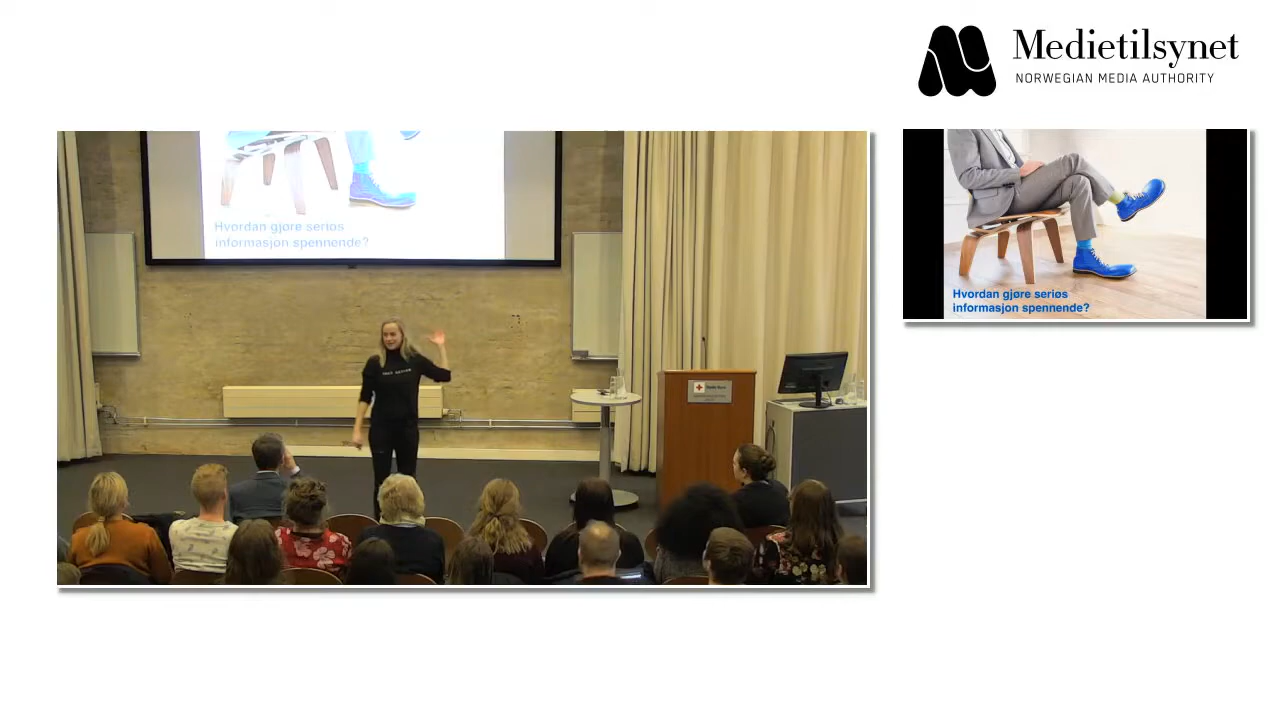 Medietilsynet
NORWEGIAN MEDIA AUTHORITY
Hvordan gjøre seriøs
informasjon spennende?
Hvordan gjøre seriøs
informasjon spennende?